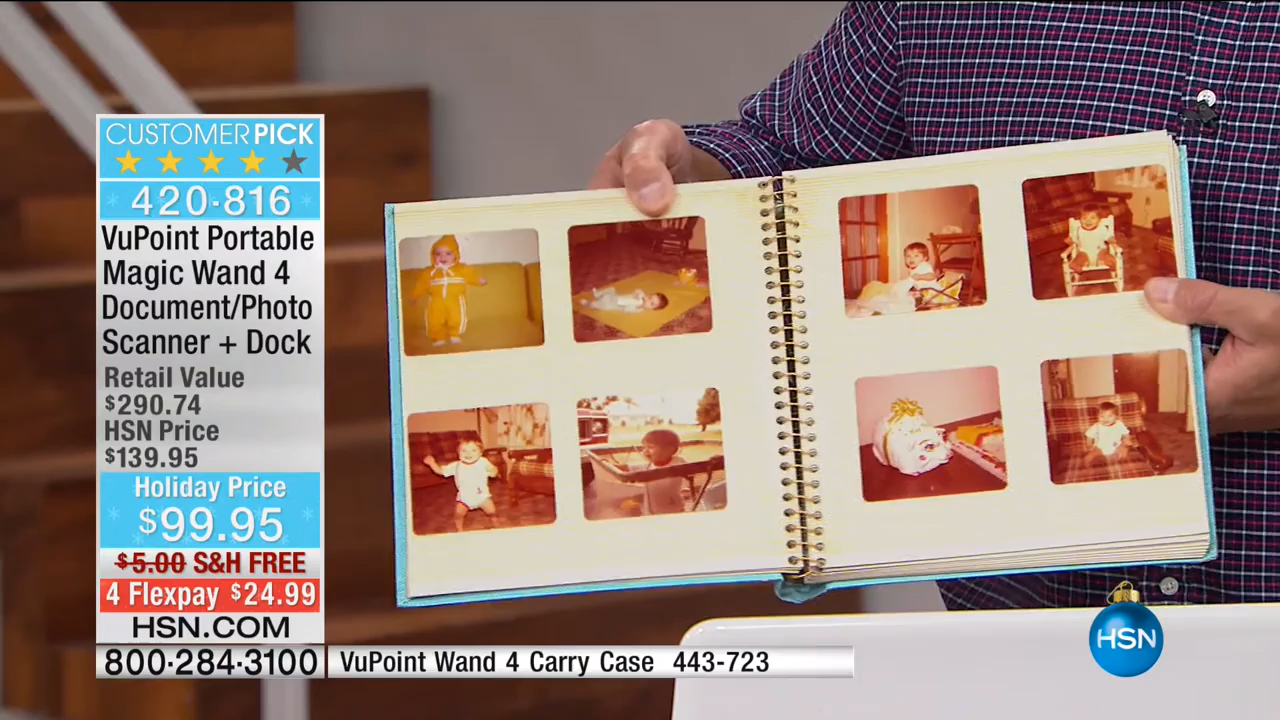 CUSTOMER PICK
420-816
VuPoint Portable
Magic Wand 4
Document/Photo
Scanner + Dock
Retail Value
$290.74
HSN Price
$139.95
Holiday Price
$99.95
$5.00 S&H FREE
4 Flexpay $24.99
HSN.COM
800·284·3100
VuPoint Wand 4 Carry Case 443-723
HSN